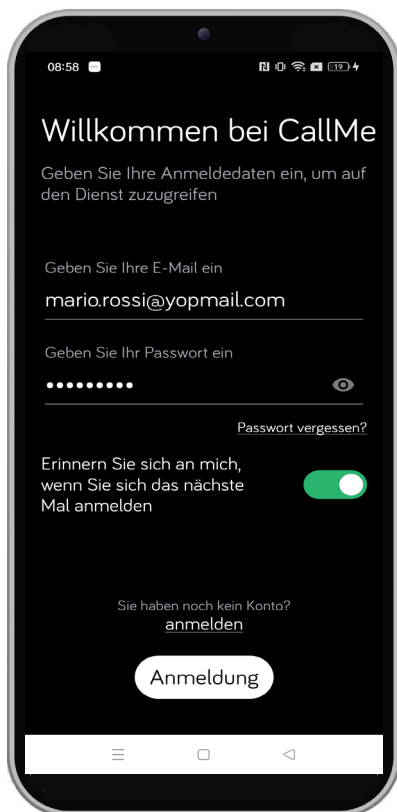 08:58
19
Willkommen bei CallMe
Geben Sie Ihre Anmeldedaten ein, um auf
den Dienst zuzugreifen
Geben Sie Ihre E-Mail ein
mario.rossi@yopmail.com
Geben Sie Ihr Passwort ein
•••••••••
Passwort vergessen?
Erinnern Sie sich an mich,
wenn Sie sich das nächste
Mal anmelden
Sie haben noch kein Konto?
anmelden
Anmeldung